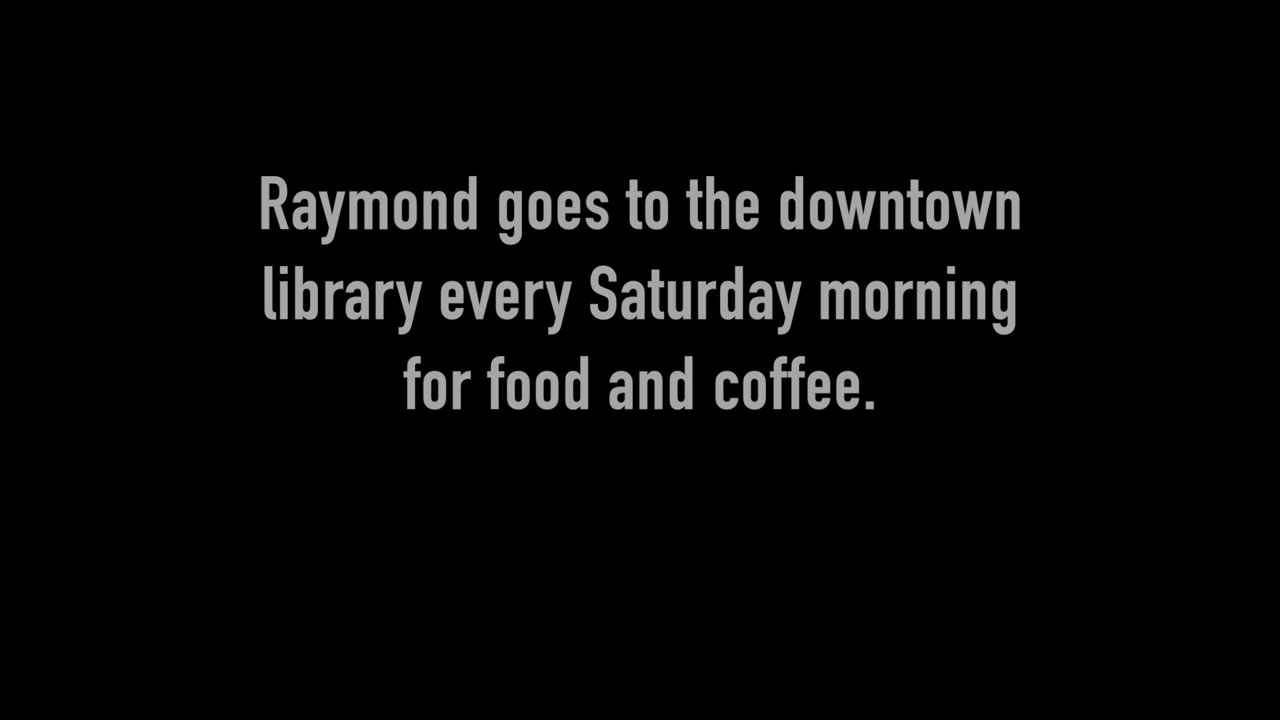 Raymond goes to the downtown
library every Saturday morning
for food and coffee.